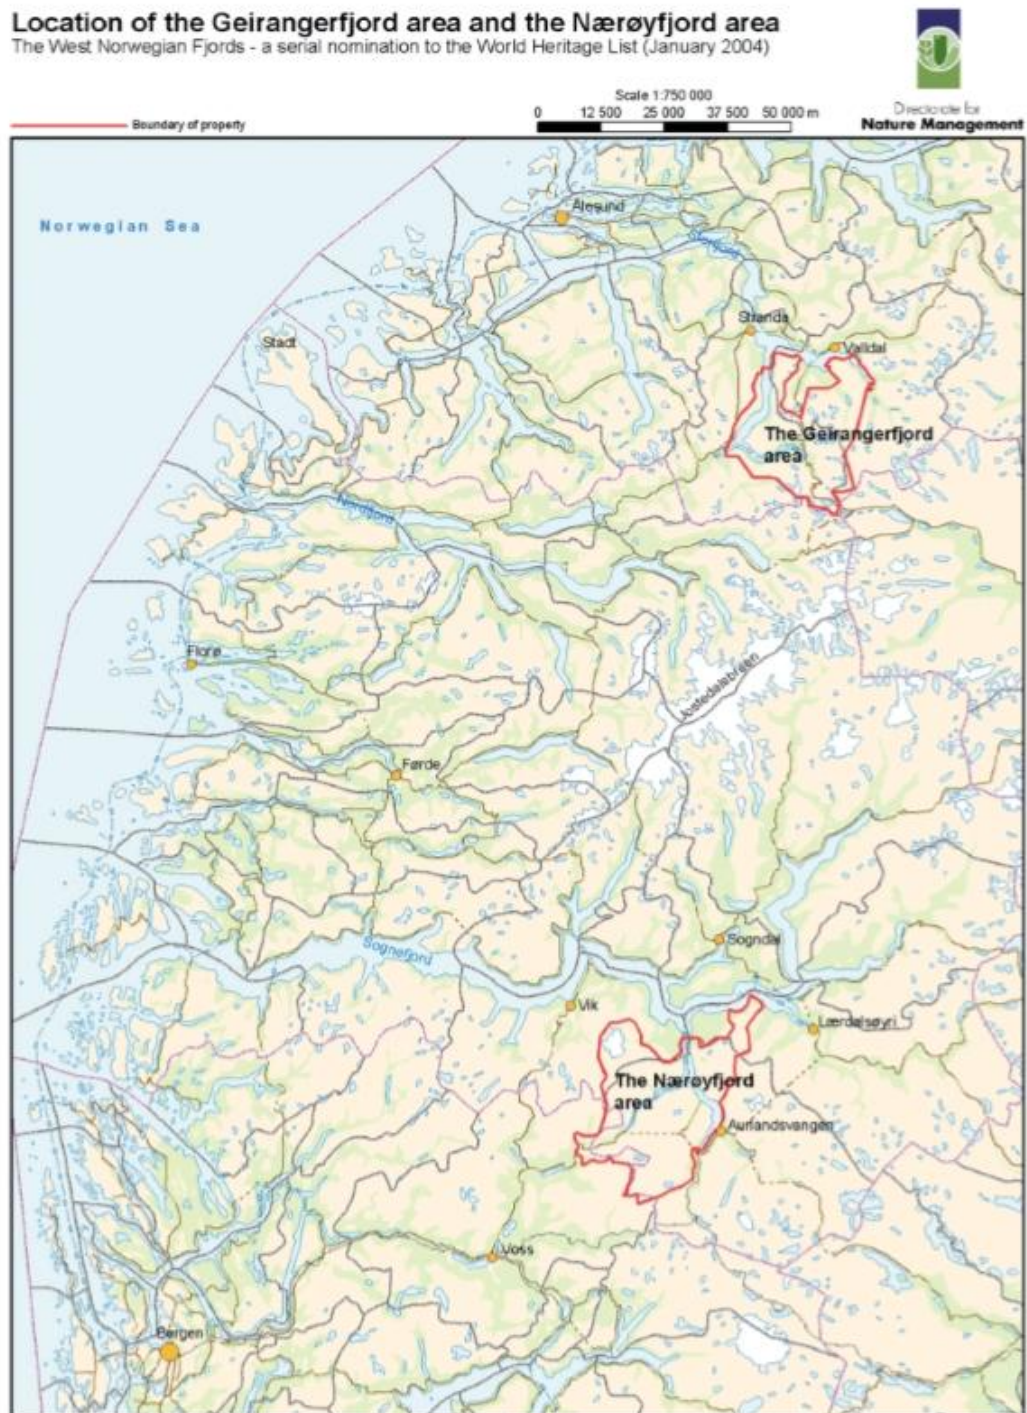 Location of the Geirangerfjord area and the Nærøyfjord area
The West Norwegian Fjords - a serial nomination to the World Heritage List (January 2004)
Directorate for
Nature Management
Scale 1:750 000
0 12 500 25 000 37 500 50 000 m
Boundary of property
Norwegian Sea
Ålesund
Storfjord
Stranda
Valldal
Stadt
The Geirangerfjord
area
Nordfjord
Florø
Jostedalsbreen
Førde
Sognefjord
Sogndal
Vik
Lærdalsøyri
The Nærøyfjord
area
Aurlandsvangen
Voss
Bergen